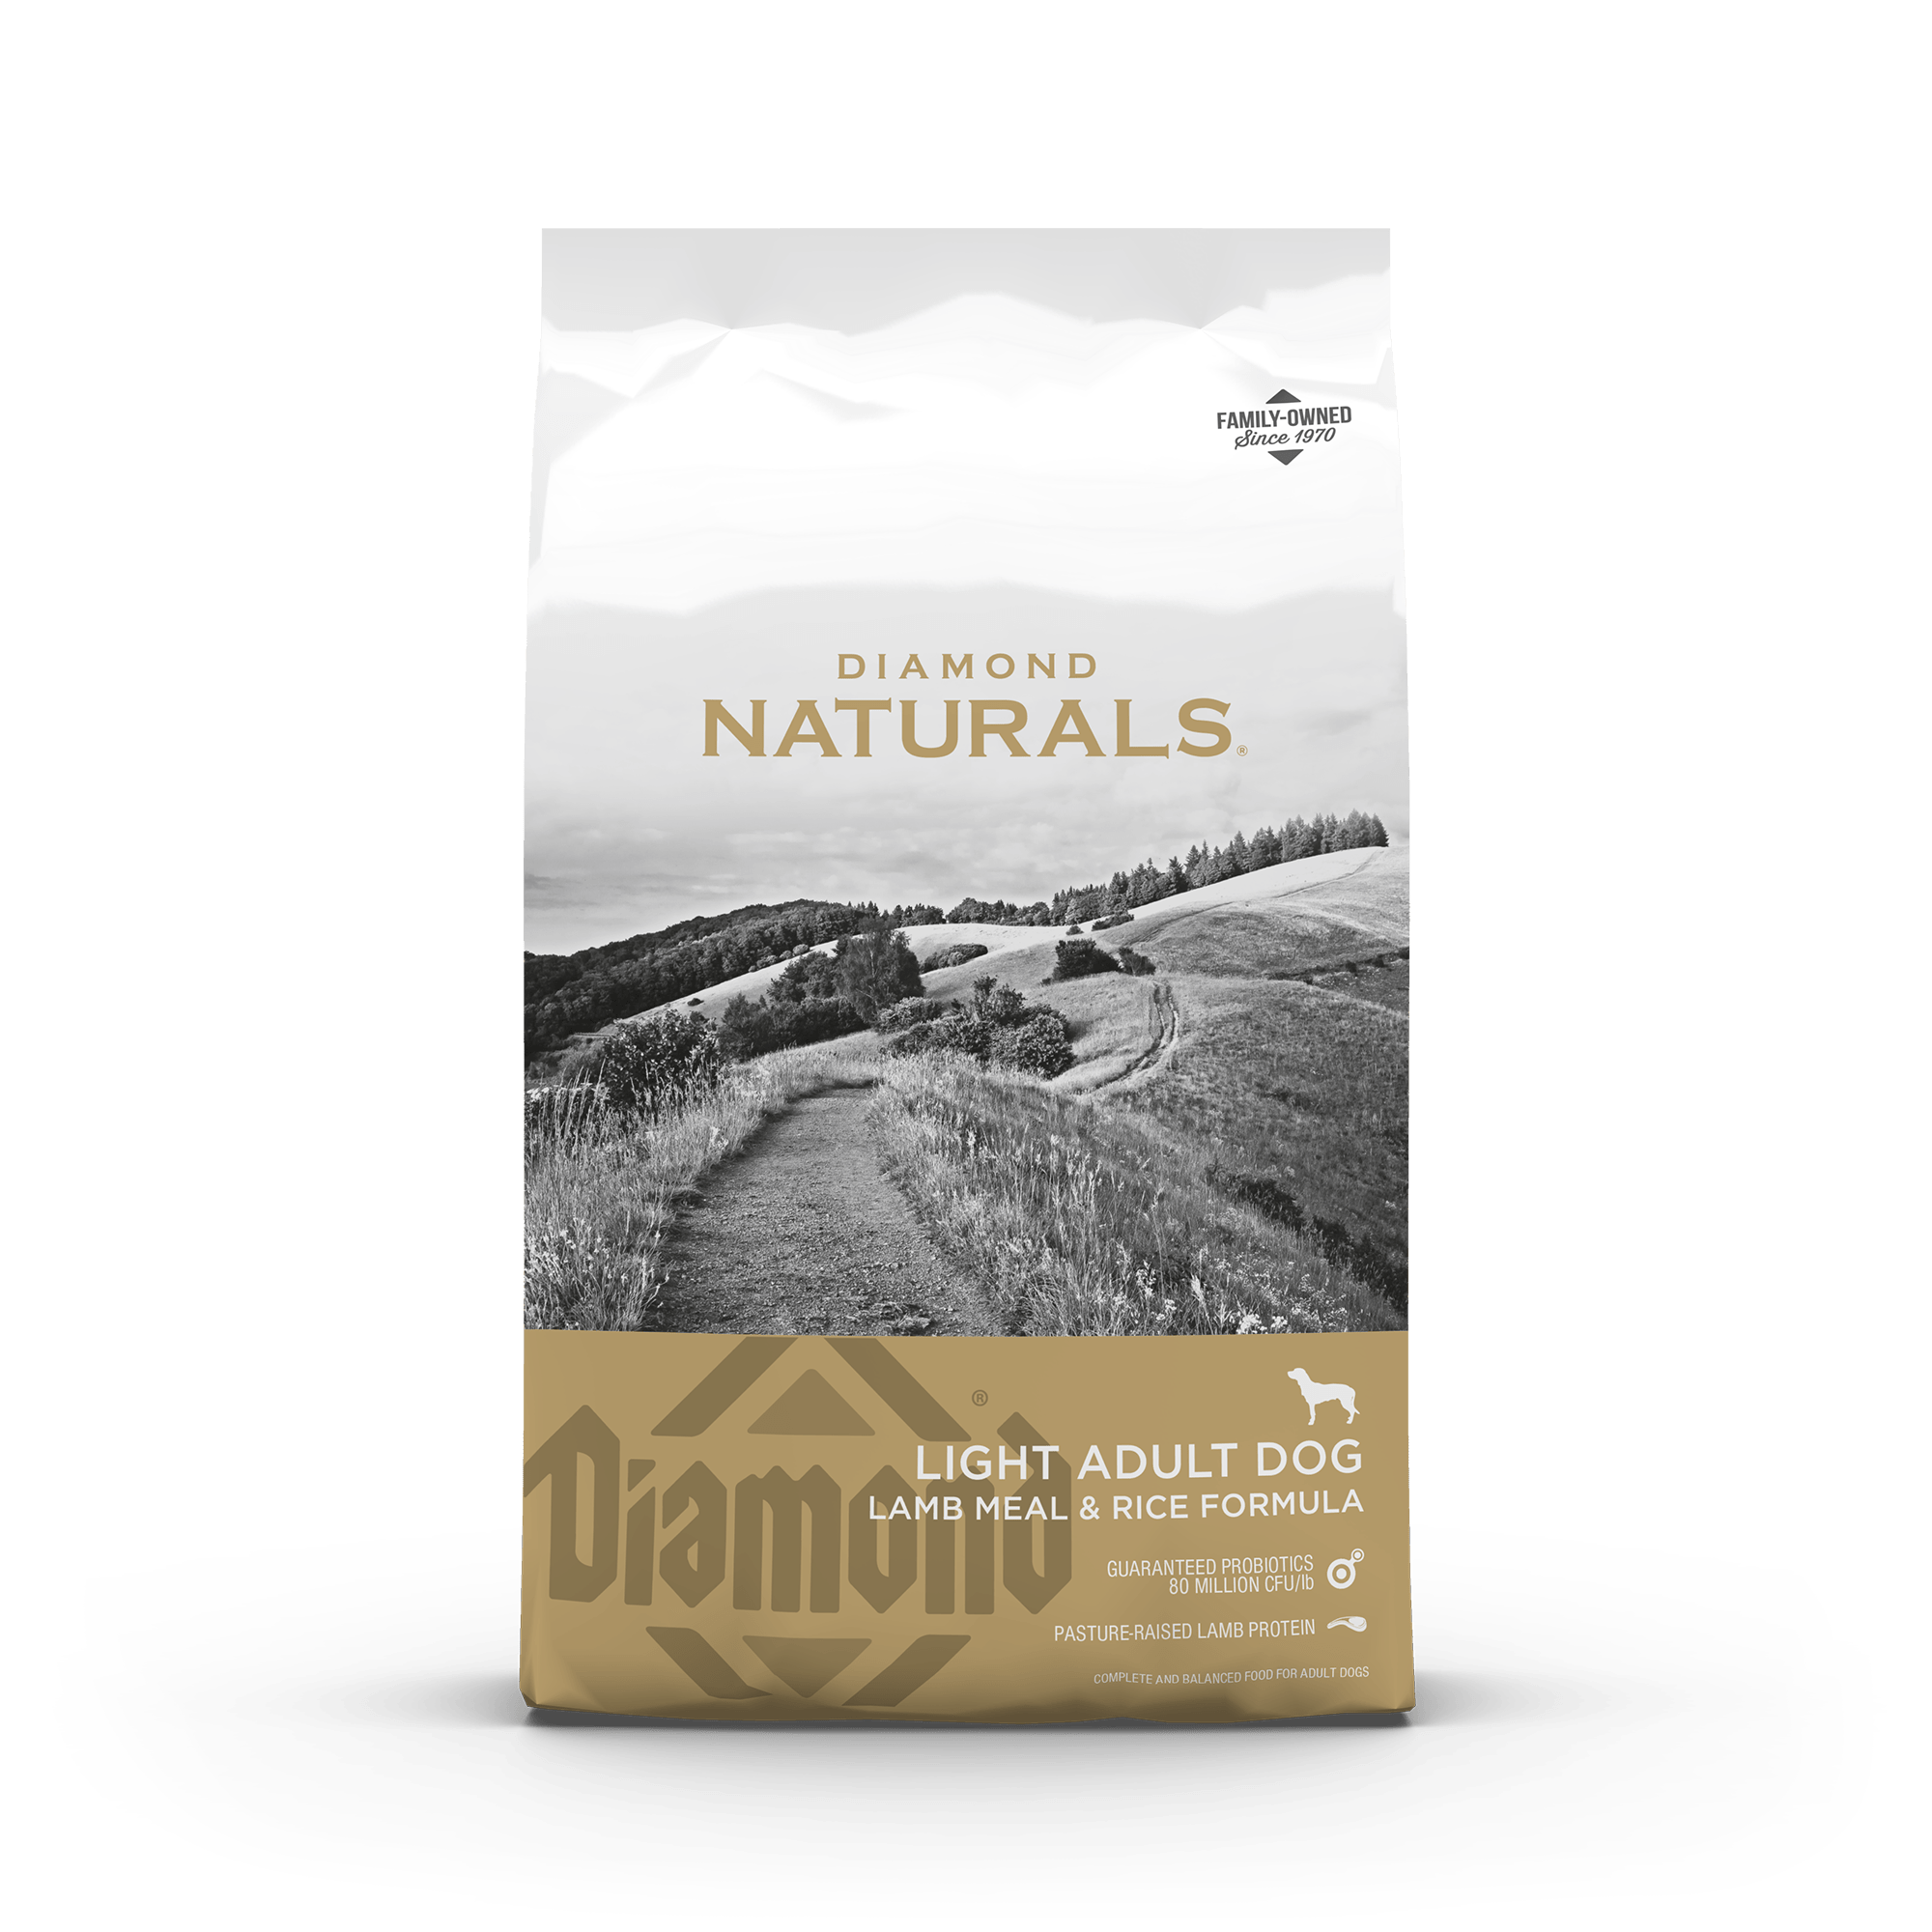 FAMILY-OWNED
Since 1970
DIAMOND
NATURALS®
®
Diamond
LIGHT ADULT DOG
LAMB MEAL & RICE FORMULA
GUARANTEED PROBIOTICS
80 MILLION CFU/lb
PASTURE-RAISED LAMB PROTEIN
COMPLETE AND BALANCED FOOD FOR ADULT DOGS